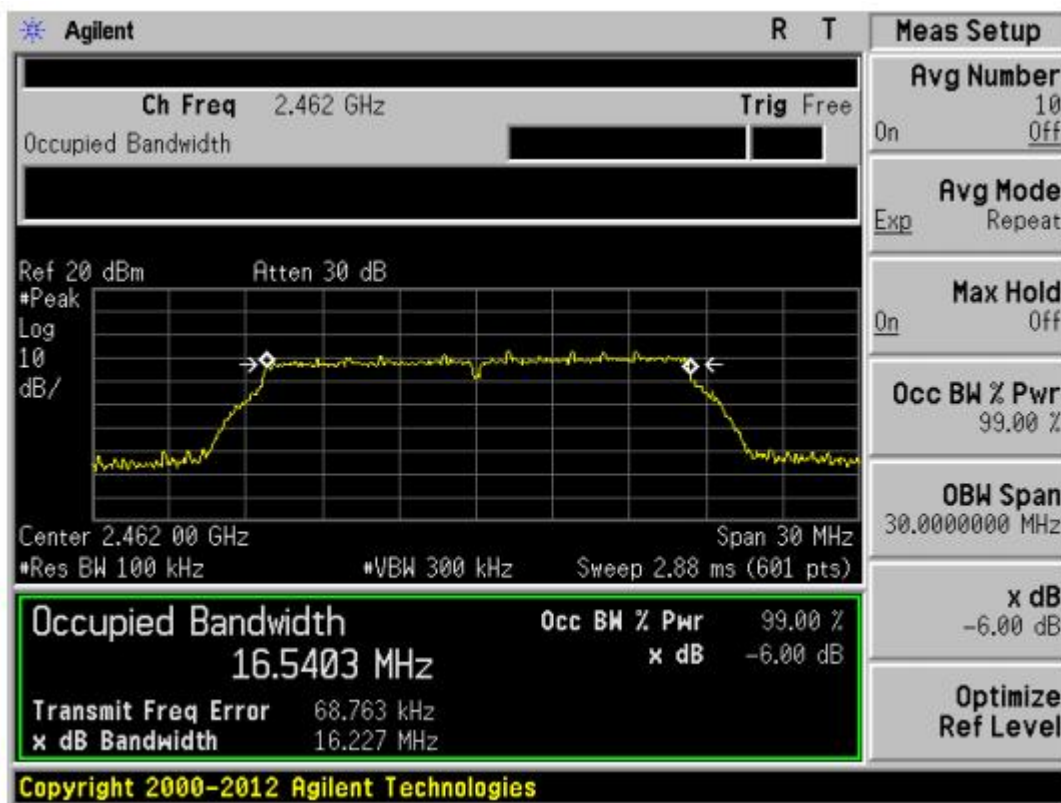 Agilent R T
Ch Freq 2.462 GHz Trig Free
Occupied Bandwidth
Ref 20 dBm Atten 30 dB
#Peak
Log
10
dB/
Center 2.462 00 GHz Span 30 MHz
#Res BW 100 kHz #VBW 300 kHz Sweep 2.88 ms (601 pts)
Occupied Bandwidth Occ BW % Pwr 99.00 %
16.5403 MHz x dB -6.00 dB
Transmit Freq Error 68.763 kHz
x dB Bandwidth 16.227 MHz
Copyright 2000-2012 Agilent Technologies
Meas Setup
Avg Number
10
On Off
Avg Mode
Exp Repeat
Max Hold
On Off
Occ BW % Pwr
99.00 %
OBW Span
30.0000000 MHz
x dB
-6.00 dB
Optimize
Ref Level